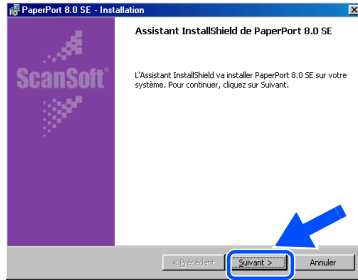 PaperPort 8.0 SE - Installation
Assistant InstallShield de PaperPort 8.0 SE
ScanSoft
L'Assistant InstallShield va installer PaperPort 8.0 SE sur votre
système. Pour continuer, cliquez sur Suivant.
< Précédent
Suivant >
Annuler